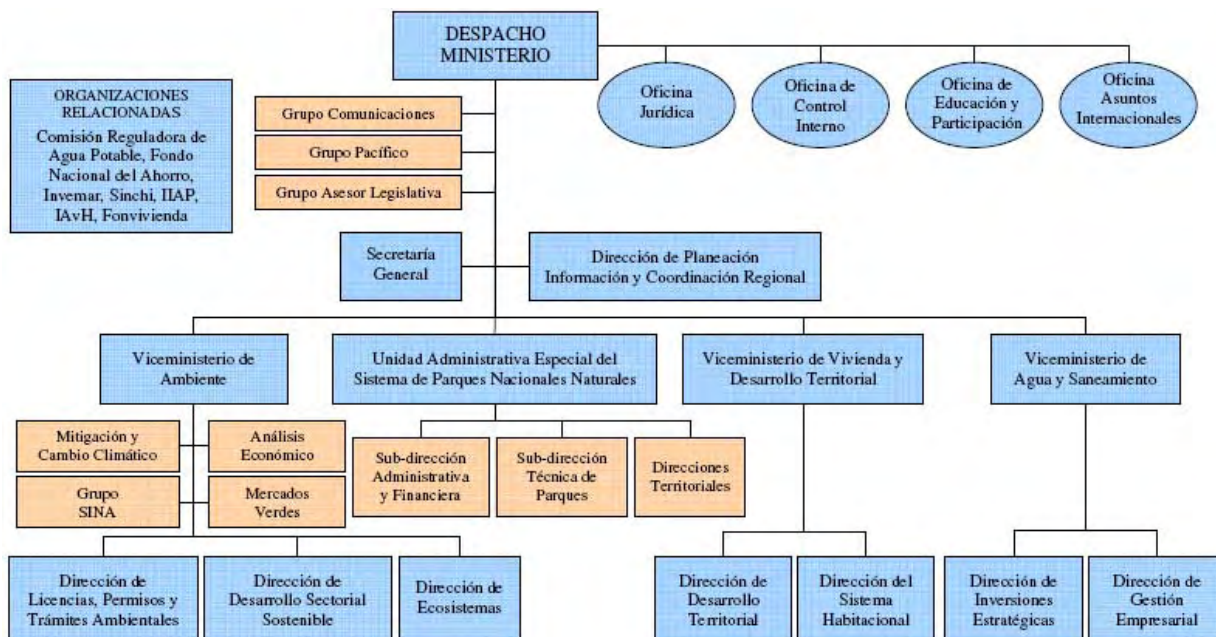 DESPACHO
MINISTERIO
ORGANIZACIONES
RELACIONADAS
Comisión Reguladora de
Agua Potable, Fondo
Nacional del Ahorro,
Invemar, Sinchi, IIAP,
IAvH, Fonvivienda
Oficina
Jurídica
Oficina de
Control
Interno
Oficina de
Educación y
Participación
Oficina
Asuntos
Internacionales
Grupo Comunicaciones
Grupo Pacífico
Grupo Asesor Legislativa
Secretaría
General
Dirección de Planeación
Información y Coordinación Regional
Viceministerio de
Ambiente
Unidad Administrativa Especial del
Sistema de Parques Nacionales Naturales
Viceministerio de Vivienda y
Desarrollo Territorial
Viceministerio de
Agua y Saneamiento
Mitigación y
Cambio Climático
Análisis
Económico
Grupo
SINA
Mercados
Verdes
Sub-dirección
Administrativa
y Financiera
Sub-dirección
Técnica de
Parques
Direcciones
Territoriales
Dirección de
Licencias, Permisos y
Trámites Ambientales
Dirección de
Desarrollo Sectorial
Sostenible
Dirección de
Ecosistemas
Dirección de
Desarrollo
Territorial
Dirección del
Sistema
Habitacional
Dirección de
Inversiones
Estratégicas
Dirección de
Gestión
Empresarial